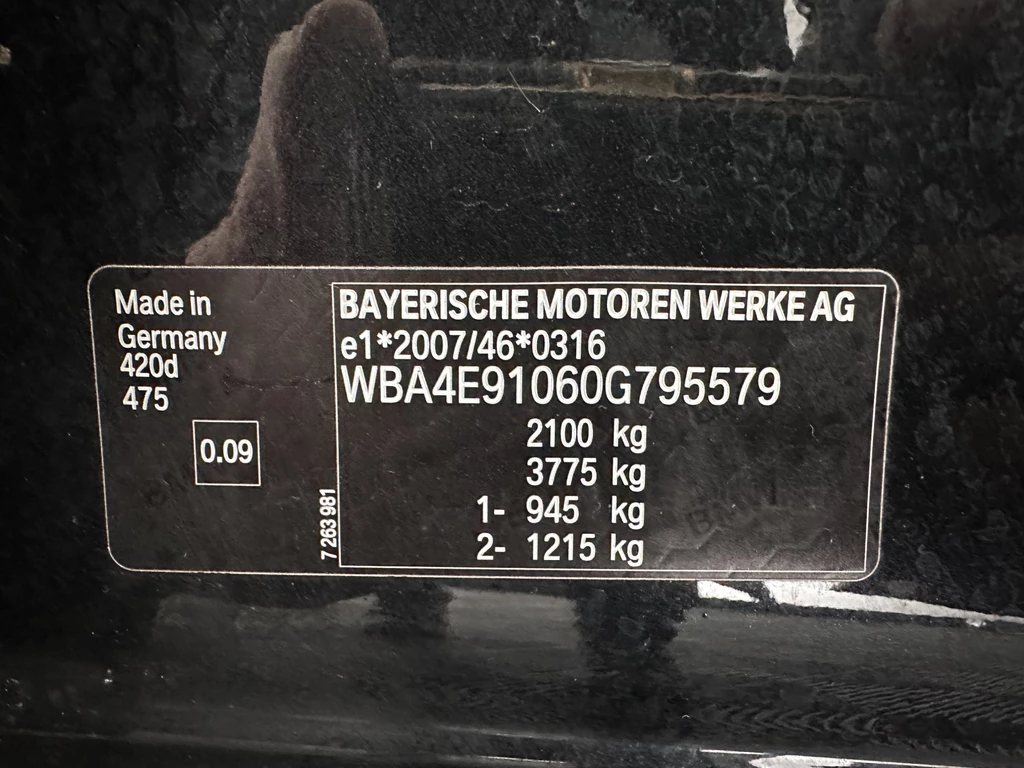 Made in
Germany
420d
475
0.09
7 263 981
BAYERISCHE MOTOREN WERKE AG
e1*2007/46*0316
WBA4E91060G795579
2100 kg
3775 kg
1- 945 kg
2- 1215 kg